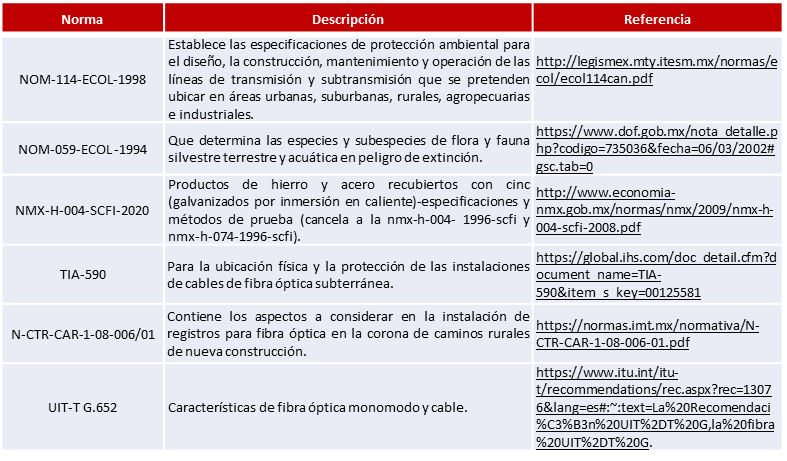 Norma
Descripción
Referencia
NOM-114-ECOL-1998
Establece las especificaciones de protección ambiental para
el diseño, la construcción, mantenimiento y operación de las
líneas de transmisión y subtransmisión que se pretenden
ubicar en áreas urbanas, suburbanas, rurales, agropecuarias
e industriales.
http://legismex.mty.itesm.mx/normas/e
col/ecol114can.pdf
NOM-059-ECOL-1994
Que determina las especies y subespecies de flora y fauna
silvestre terrestre y acuática en peligro de extinción.
https://www.dof.gob.mx/nota_detalle.p
hp?codigo=735036&fecha=06/03/2002#
gsc.tab=0
NMX-H-004-SCFI-2020
Productos de hierro y acero recubiertos con cinc
(galvanizados por inmersión en caliente)-especificaciones y
métodos de prueba (cancela a la nmx-h-004- 1996-scfi y
nmx-h-074-1996-scfi).
http://www.economia-
nmx.gob.mx/normas/nmx/2009/nmx-h-
004-scfi-2008.pdf
TIA-590
Para la ubicación física y la protección de las instalaciones
de cables de fibra óptica subterránea.
https://global.ihs.com/doc_detail.cfm?d
ocument_name=TIA-
590&item_s_key=00125581
N-CTR-CAR-1-08-006/01
Contiene los aspectos a considerar en la instalación de
registros para fibra óptica en la corona de caminos rurales
de nueva construcción.
https://normas.imt.mx/normativa/N-
CTR-CAR-1-08-006-01.pdf
UIT-T G.652
Características de fibra óptica monomodo y cable.
https://www.itu.int/itu-
t/recommendations/rec.aspx?rec=1307
6&lang=es#:~:text=La%20Recomendaci
%C3%B3n%20UIT%2DT%20G,la%20fibra
%20UIT%2DT%20G.